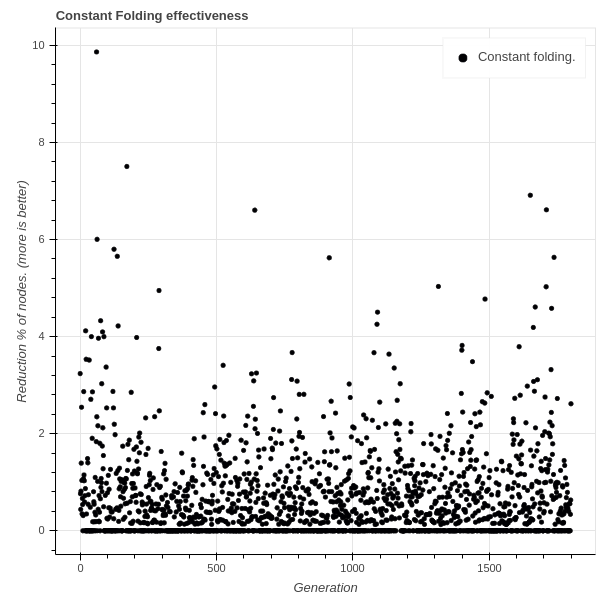 Constant Folding effectiveness
Constant folding.
10
8
6
4
2
0
Reduction % of nodes. (more is better)
0 500 1000 1500
Generation